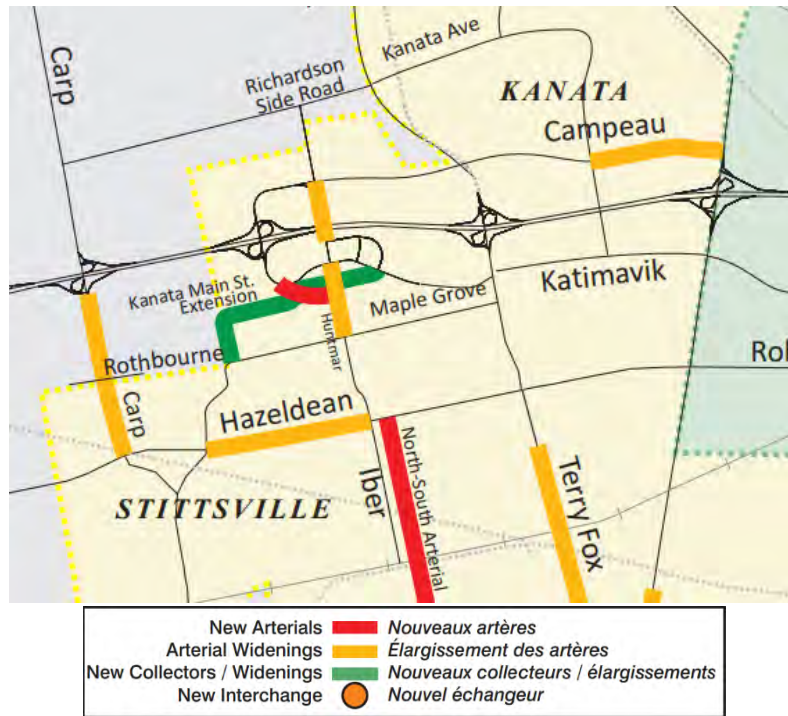 Kanata Ave
Carp
Richardson
Side Road
KANATA
Campeau
Kanata Main St.
Extension
Katimavik
Maple Grove
Huntmar
Rothbourne
Carp
Hazeldean
North-South Arterial
Iber
Terry Fox
STITTSVILLE
New Arterials Nouveaux artères
Arterial Widenings Élargissement des artères
New Collectors / Widenings Nouveaux collecteurs / élargissements
New Interchange Nouvel échangeur